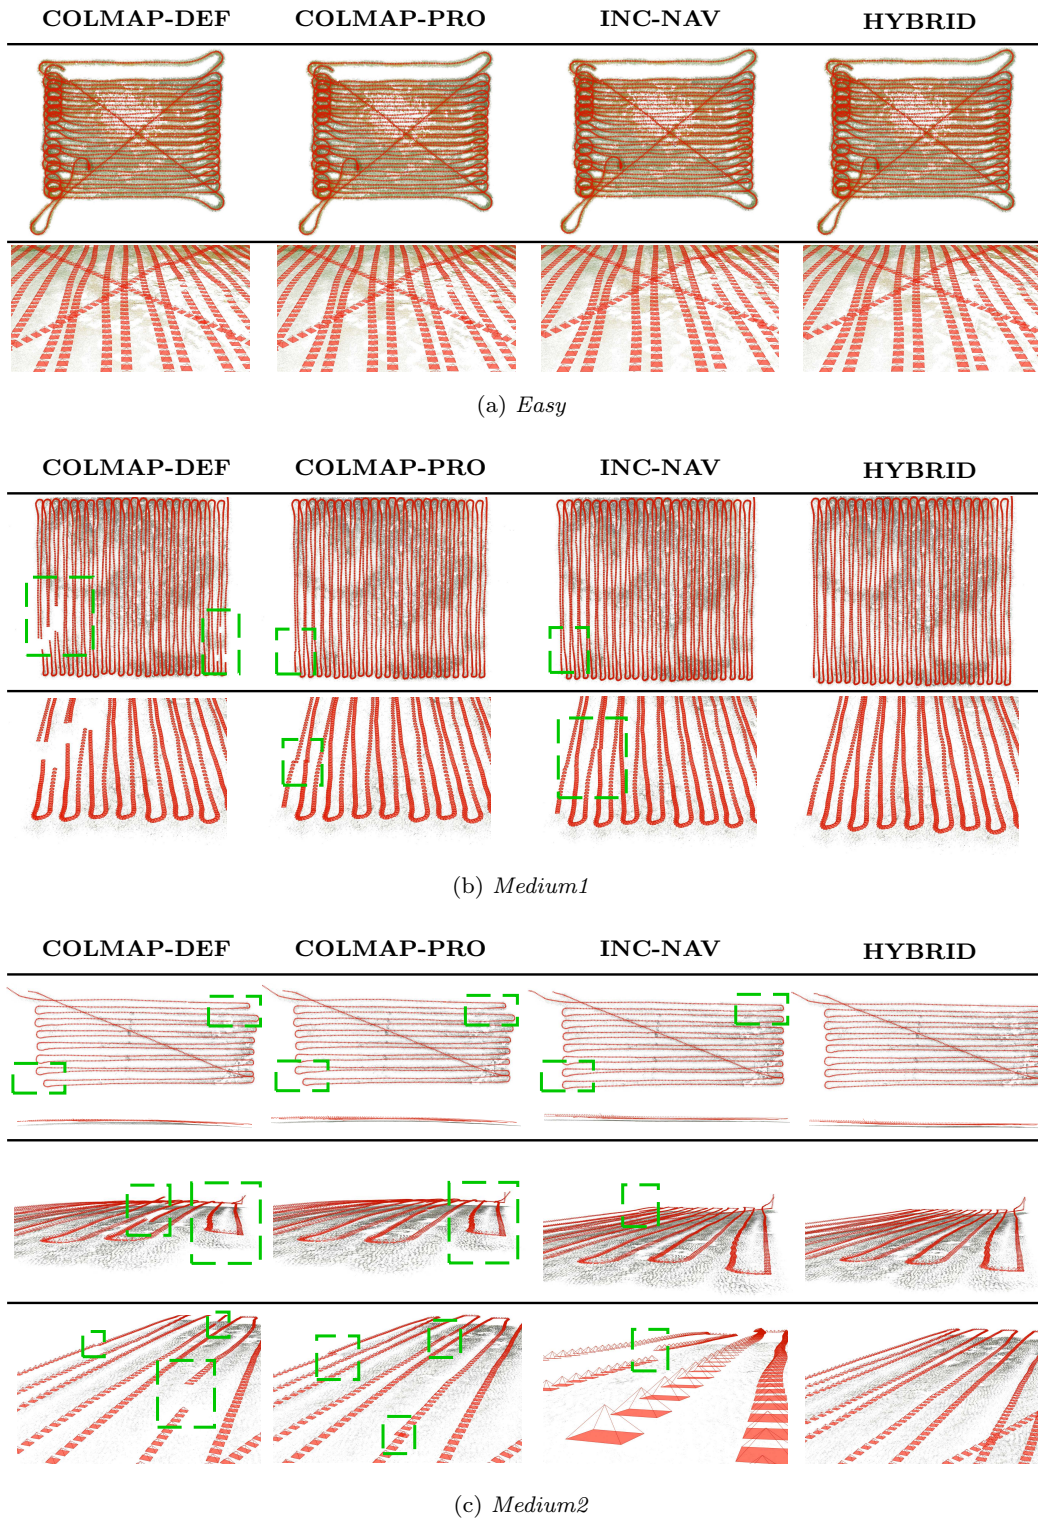 COLMAP-DEF COLMAP-PRO INC-NAV HYBRID
(a) Easy
COLMAP-DEF COLMAP-PRO INC-NAV HYBRID
(b) Medium1
COLMAP-DEF COLMAP-PRO INC-NAV HYBRID
(c) Medium2